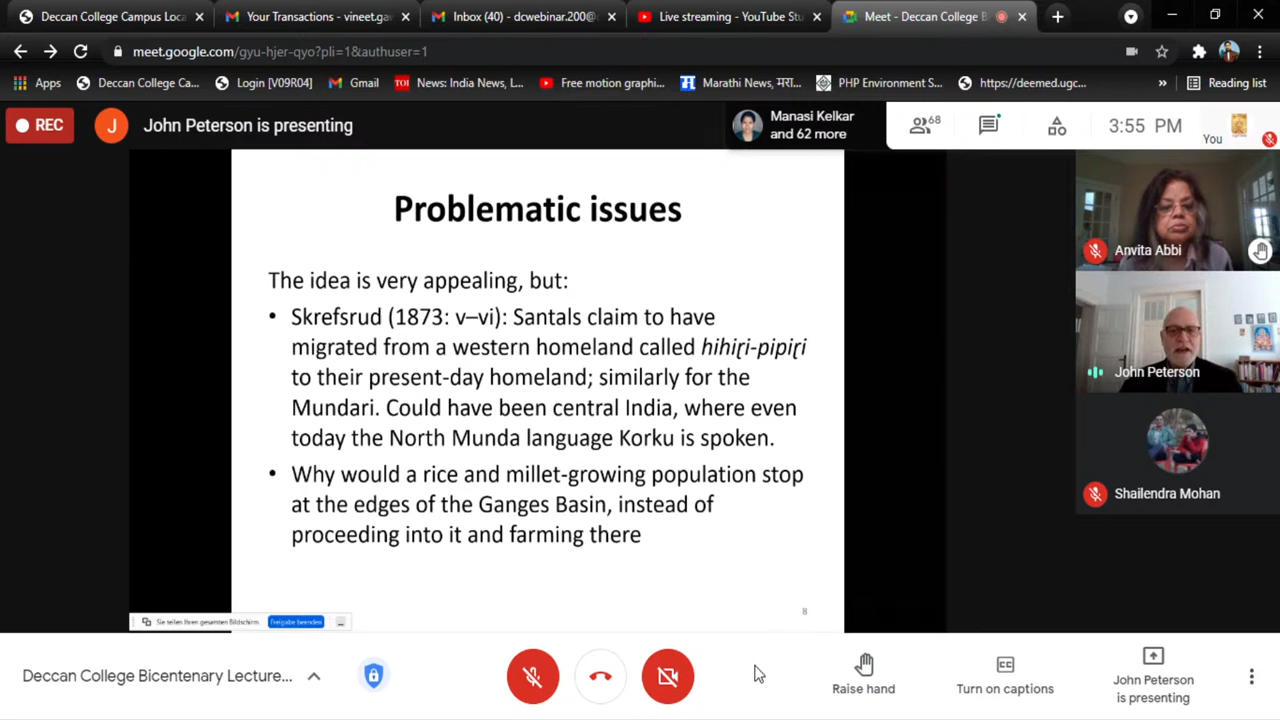 Deccan College Campus Loca
Your Transactions - vineet.ga
Inbox (40) - dcwebinar.200@
Live streaming - YouTube Stu
Meet - Deccan College B
meet.google.com/gyu-hjer-qyo?pli=1&authuser=1
Apps
Deccan College Ca...
Login [V09R04]
Gmail
TOI
News: India News, L...
Free motion graphi...
Marathi News, मरा...
PHP Environment S...
https://deemed.ugc...
»
Reading list
REC
J
John Peterson is presenting
Manasi Kelkar
and 62 more
68
3:55 PM
You
Problematic issues
The idea is very appealing, but:
• Skrefsrud (1873: v–vi): Santals claim to have
migrated from a western homeland called hihiṛi-pipiṛi
to their present-day homeland; similarly for the
Mundari. Could have been central India, where even
today the North Munda language Korku is spoken.
• Why would a rice and millet-growing population stop
at the edges of the Ganges Basin, instead of
proceeding into it and farming there
8
Sie teilen Ihren gesamten Bildschirm.
Freigabe beenden
Anvita Abbi
John Peterson
Shailendra Mohan
Deccan College Bicentenary Lecture...
Raise hand
Turn on captions
John Peterson
is presenting